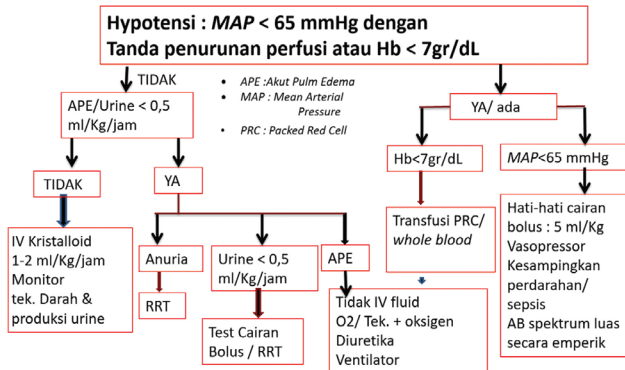 Hypotensi : MAP < 65 mmHg dengan
Tanda penurunan perfusi atau Hb < 7gr/dL
TIDAK
• APE :Akut Pulm Edema
• MAP : Mean Arterial
Pressure
• PRC : Packed Red Cell
YA/ ada
APE/Urine < 0,5
ml/Kg/jam
TIDAK
YA
Hb<7gr/dL
MAP<65 mmHg
IV Kristalloid
1-2 ml/Kg/jam
Monitor
tek. Darah &
produksi urine
Anuria
RRT
Urine < 0,5
ml/Kg/jam
Test Cairan
Bolus / RRT
APE
Tidak IV fluid
O2/ Tek. + oksigen
Diuretika
Ventilator
Transfusi PRC/
whole blood
Hati-hati cairan
bolus : 5 ml/Kg
Vasopressor
Kesampingkan
perdarahan/
sepsis
AB spektrum luas
secara emperik